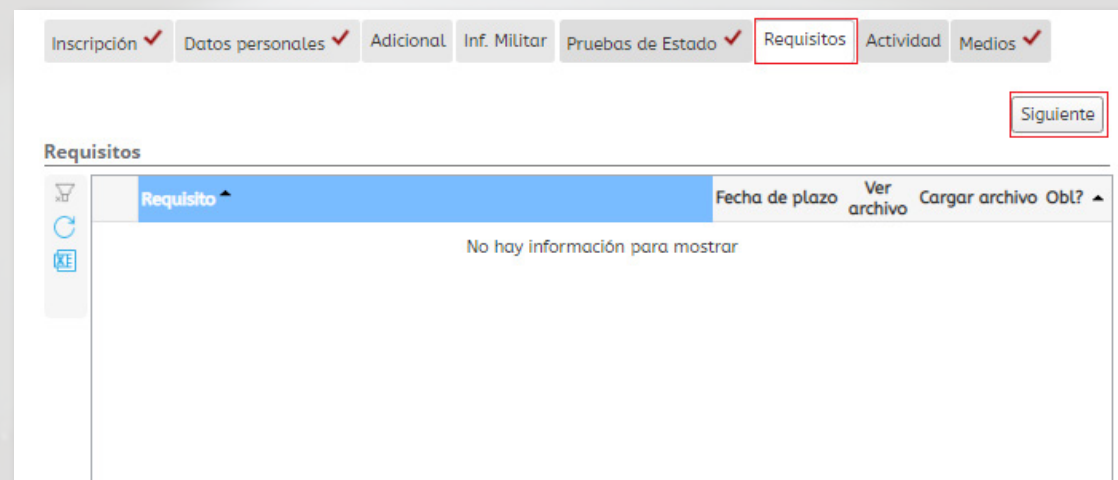 Inscripción Datos personales Adicional Inf. Militar Pruebas de Estado Requisitos Actividad Medios
Siguiente
Requisitos
Requisito Fecha de plazo Ver archivo Cargar archivo Obl?
No hay información para mostrar